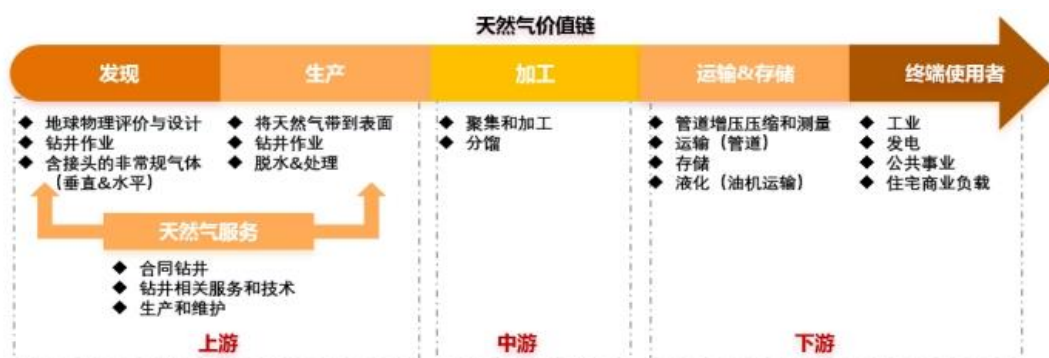 天然气价值链
发现
生产
加工
运输&存储
终端使用者
◆ 地球物理评价与设计
◆ 钻井作业
◆ 含接头的非常规气体
（垂直&水平）
◆ 将天然气带到表面
◆ 钻井作业
◆ 脱水&处理
◆ 聚集和加工
◆ 分馏
◆ 管道增压压缩和测量
◆ 运输（管道）
◆ 存储
◆ 液化（油机运输）
◆ 工业
◆ 发电
◆ 公共事业
◆ 住宅商业负载
天然气服务
◆ 合同钻井
◆ 钻井相关服务和技术
◆ 生产和维护
上游
中游
下游